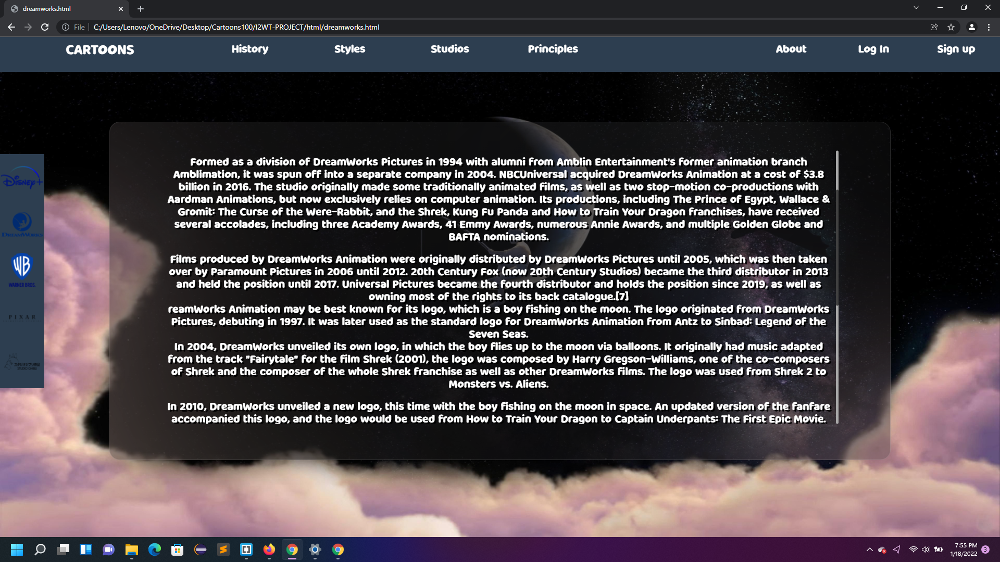 dreamworks.html
File
C:/Users/Lenovo/OneDrive/Desktop/Cartoons100/I2WT-PROJECT/html/dreamworks.html
CARTOONS History Styles Studios Principles About Log In Sign up
Disney+
DREAMWORKS
WB
WARNER BROS.
PIXAR
スタジオジブリ作品
STUDIO GHIBLI
Formed as a division of DreamWorks Pictures in 1994 with alumni from Amblin Entertainment's former animation branch
Amblimation, it was spun off into a separate company in 2004. NBCUniversal acquired DreamWorks Animation at a cost of $3.8
billion in 2016. The studio originally made some traditionally animated films, as well as two stop-motion co-productions with
Aardman Animations, but now exclusively relies on computer animation. Its productions, including The Prince of Egypt, Wallace &
Gromit: The Curse of the Were-Rabbit, and the Shrek, Kung Fu Panda and How to Train Your Dragon franchises, have received
several accolades, including three Academy Awards, 41 Emmy Awards, numerous Annie Awards, and multiple Golden Globe and
BAFTA nominations.
Films produced by DreamWorks Animation were originally distributed by DreamWorks Pictures until 2005, which was then taken
over by Paramount Pictures in 2006 until 2012. 20th Century Fox (now 20th Century Studios) became the third distributor in 2013
and held the position until 2017. Universal Pictures became the fourth distributor and holds the position since 2019, as well as
owning most of the rights to its back catalogue.[7]
reamWorks Animation may be best known for its logo, which is a boy fishing on the moon. The logo originated from DreamWorks
Pictures, debuting in 1997. It was later used as the standard logo for DreamWorks Animation from Antz to Sinbad: Legend of the
Seven Seas.
In 2004, DreamWorks unveiled its own logo, in which the boy flies up to the moon via balloons. It originally had music adapted
from the track "Fairytale" for the film Shrek (2001), the logo was composed by Harry Gregson-Williams, one of the co-composers
of Shrek and the composer of the whole Shrek franchise as well as other DreamWorks films. The logo was used from Shrek 2 to
Monsters vs. Aliens.
In 2010, DreamWorks unveiled a new logo, this time with the boy fishing on the moon in space. An updated version of the fanfare
accompanied this logo, and the logo would be used from How to Train Your Dragon to Captain Underpants: The First Epic Movie.
7:55 PM
1/18/2022
3